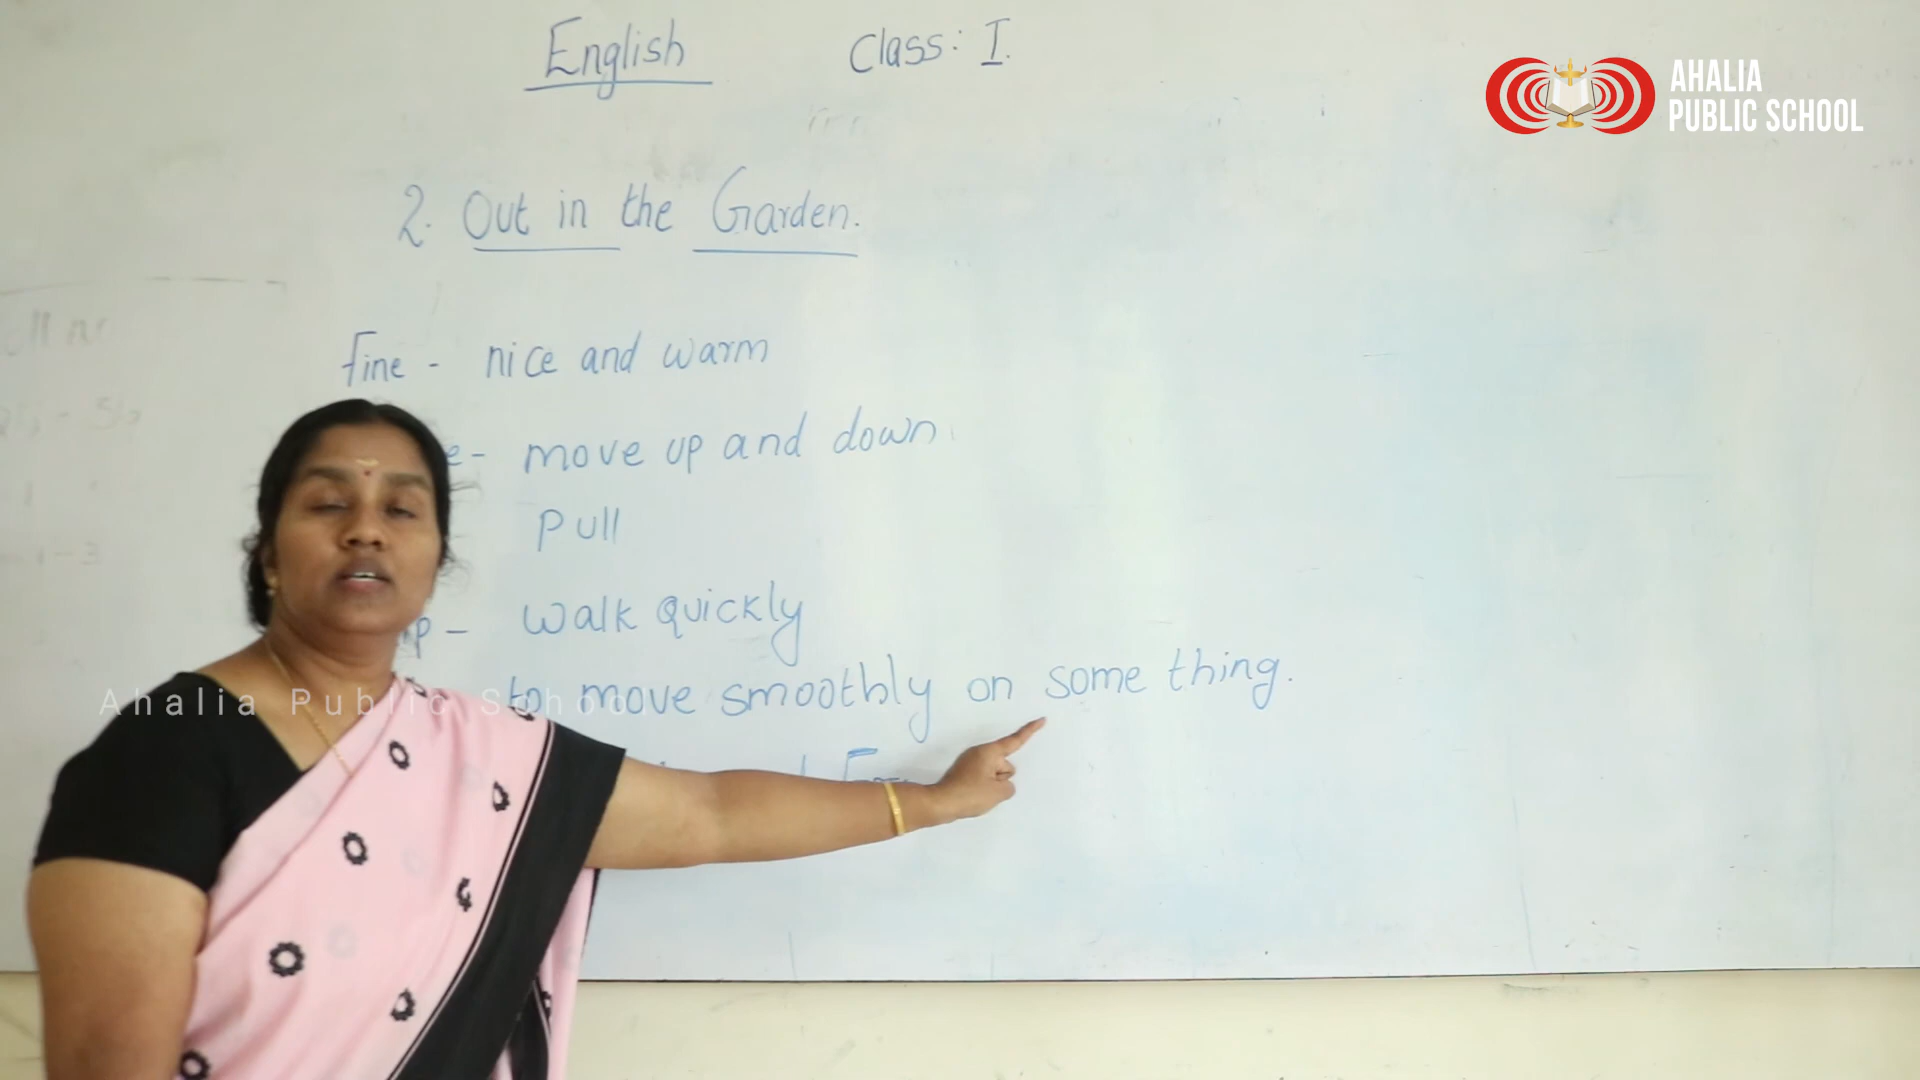 English Class: I.
AHALIA
PUBLIC SCHOOL
2. Out in the Garden.
fine - nice and warm
e- move up and down
Pull
p - walk quickly
to move smoothly on some thing.
Ahalia Public Schoo